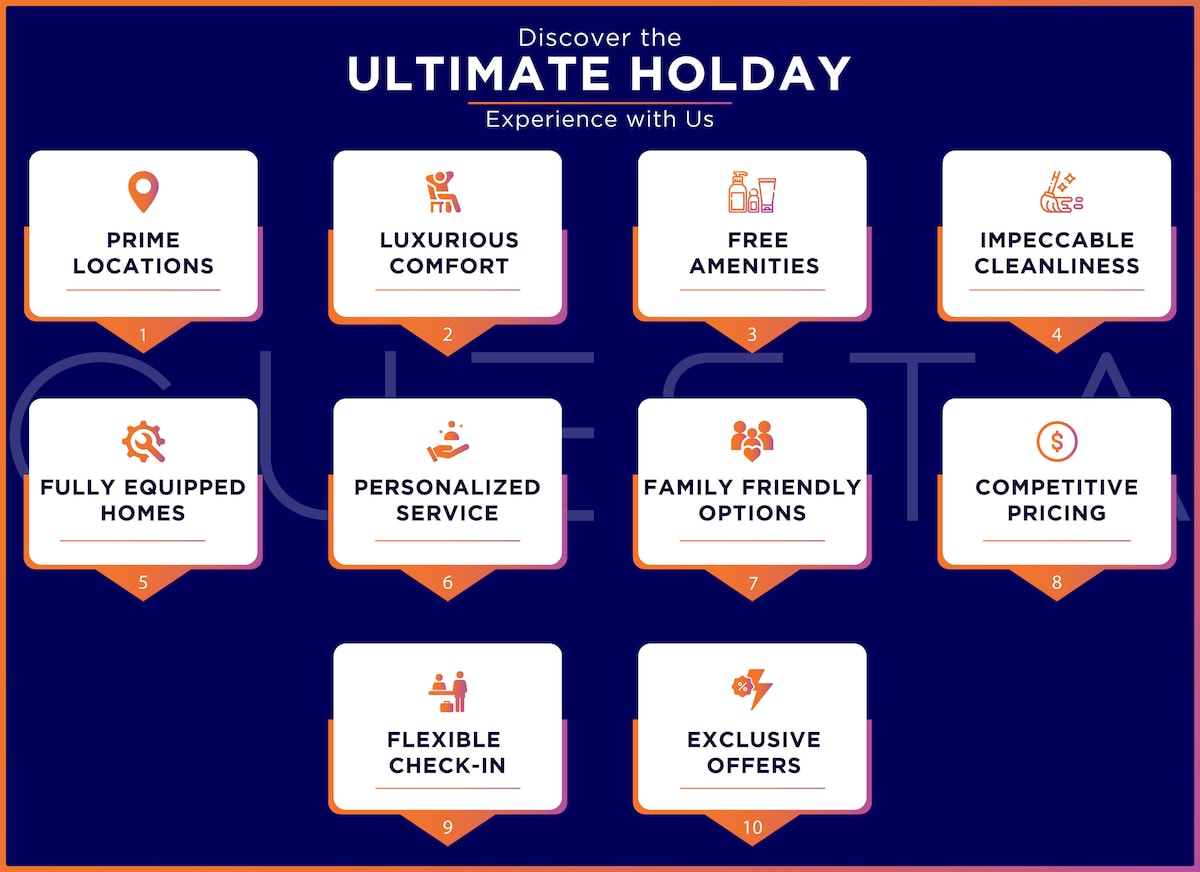 Discover the
ULTIMATE HOLDAY
Experience with Us
PRIME
LOCATIONS
1
LUXURIOUS
COMFORT
2
FREE
AMENITIES
3
IMPECCABLE
CLEANLINESS
4
GUESTA
FULLY EQUIPPED
HOMES
5
PERSONALIZED
SERVICE
6
FAMILY FRIENDLY
OPTIONS
7
$
COMPETITIVE
PRICING
8
FLEXIBLE
CHECK-IN
9
%
EXCLUSIVE
OFFERS
10